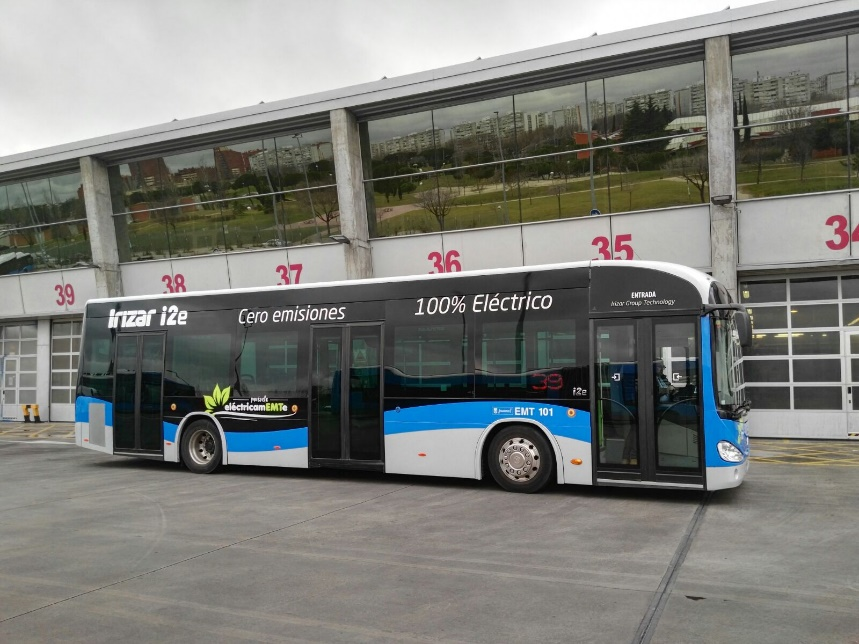 39
38
37
36
35
34
Irizar i2e
Cero emisiones
100% Eléctrico
ENTRADA
Irizar Group Technology
39
i2e
eléctricamEMTe
EMT 101